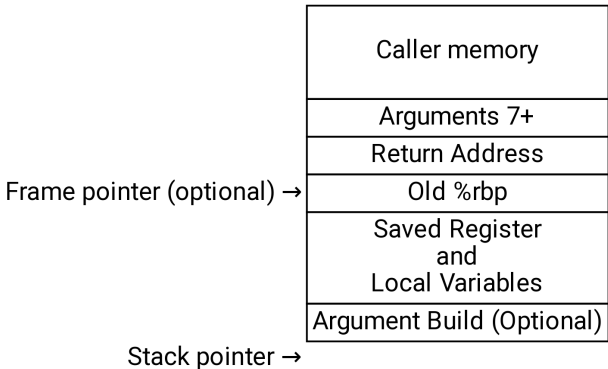 Caller memory
Arguments 7+
Return Address
Frame pointer (optional) → Old %rbp
Saved Register
and
Local Variables
Argument Build (Optional)
Stack pointer →